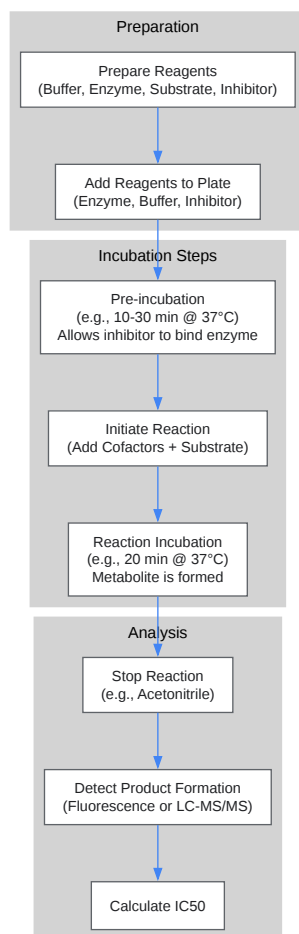 Preparation
Prepare Reagents
(Buffer, Enzyme, Substrate, Inhibitor)
Add Reagents to Plate
(Enzyme, Buffer, Inhibitor)
Incubation Steps
Pre-incubation
(e.g., 10-30 min @ 37°C)
Allows inhibitor to bind enzyme
Initiate Reaction
(Add Cofactors + Substrate)
Reaction Incubation
(e.g., 20 min @ 37°C)
Metabolite is formed
Analysis
Stop Reaction
(e.g., Acetonitrile)
Detect Product Formation
(Fluorescence or LC-MS/MS)
Calculate IC50